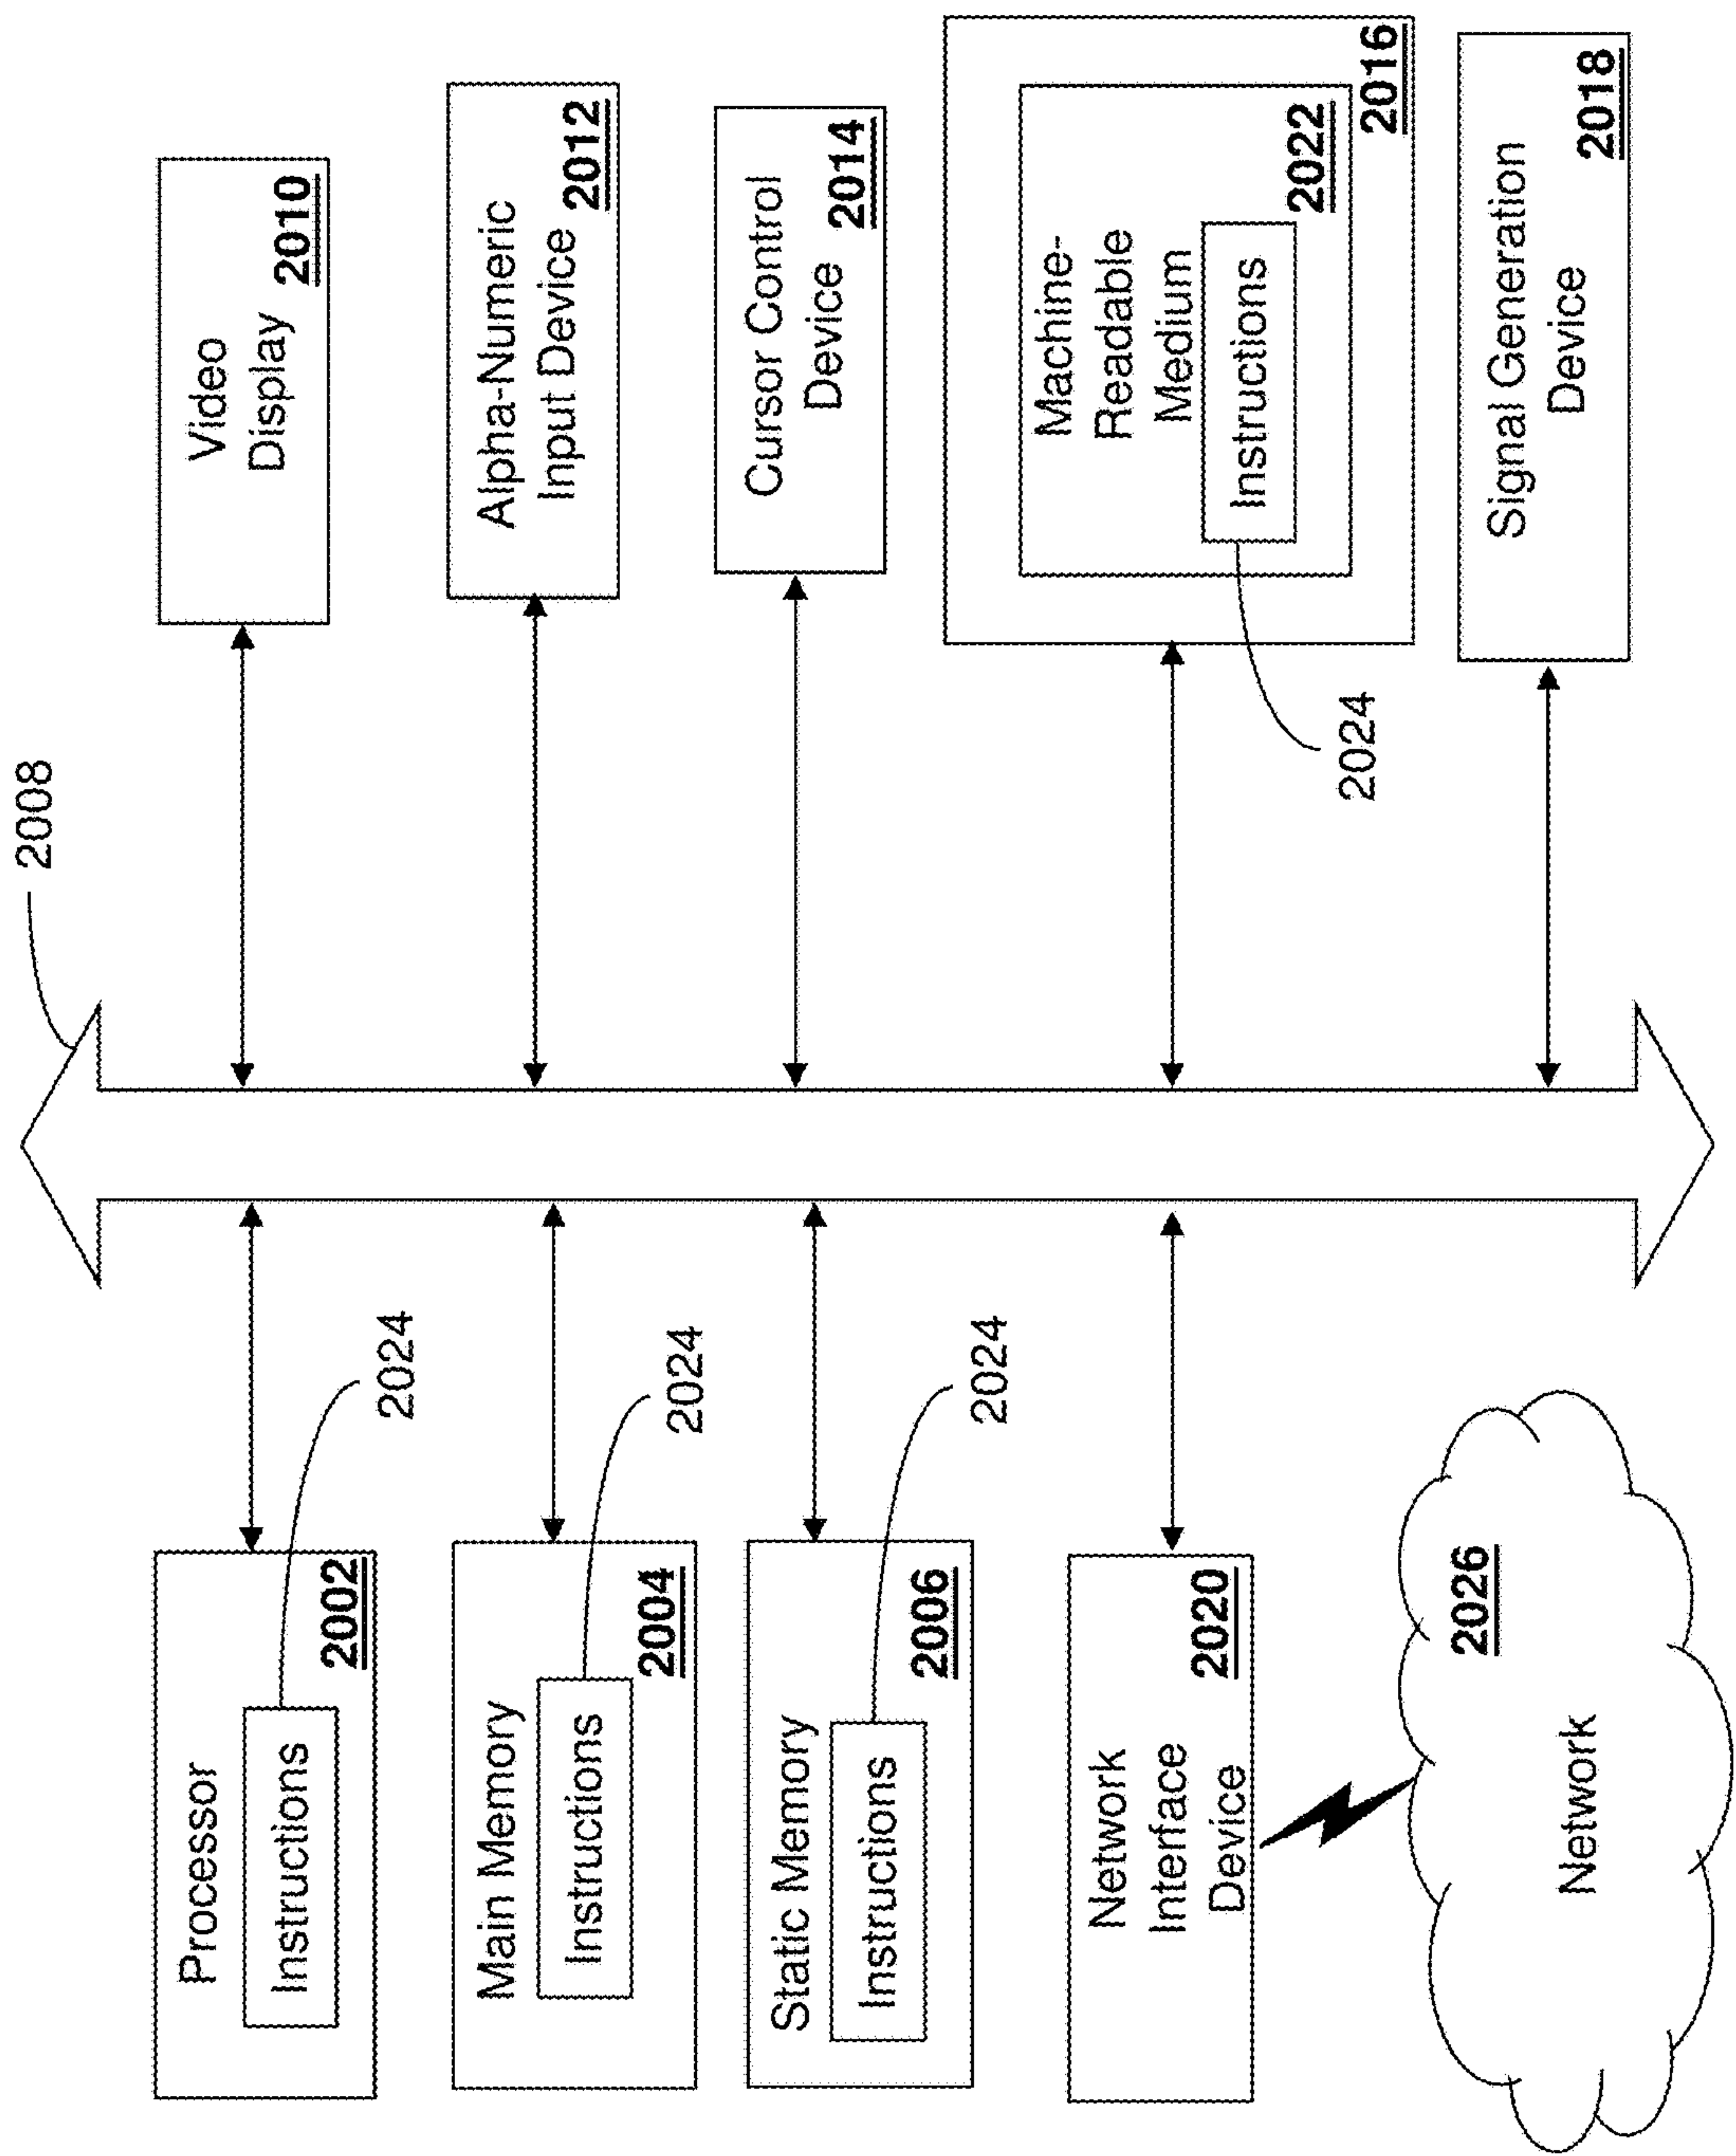 2008
Processor
Instructions
2002
2024
Main Memory
Instructions
2004
2024
Static Memory
Instructions
2006
2024
Network
Interface
Device
2020
2026
Network
Video
Display
2010
Alpha-Numeric
Input Device
2012
Cursor Control
Device
2014
Machine-
Readable
Medium
Instructions
2022
2016
2024
Signal Generation
Device
2018